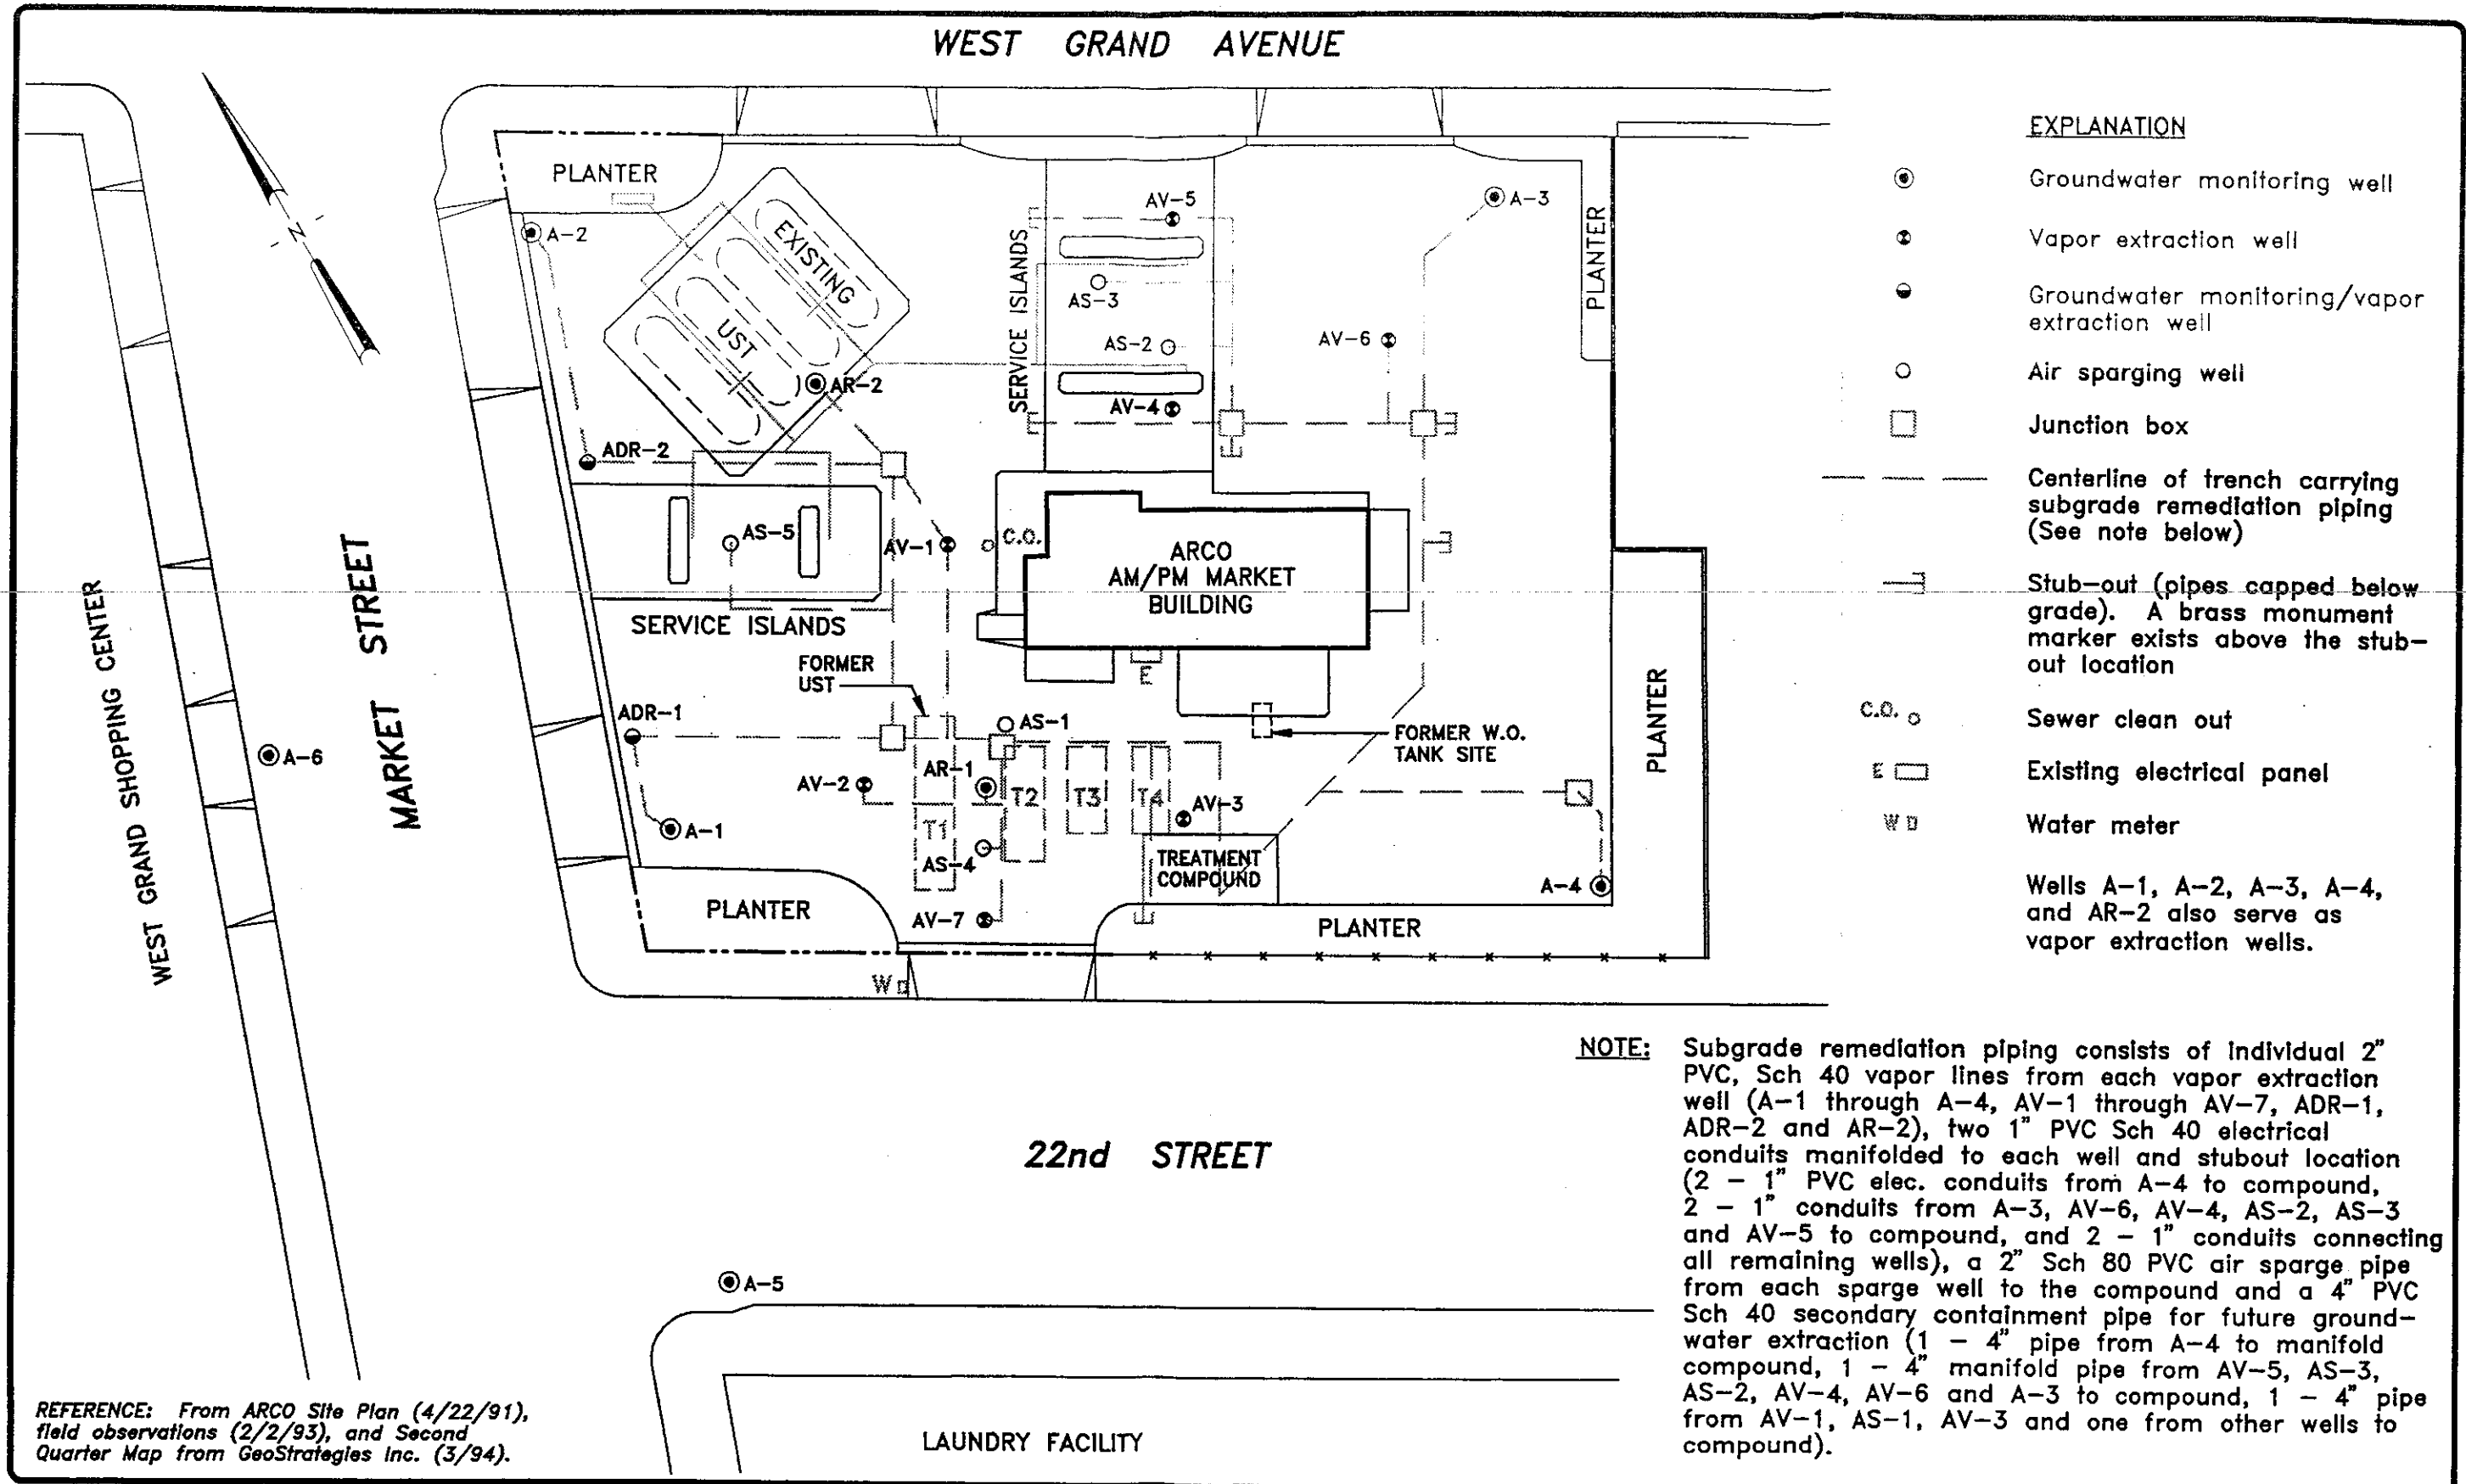 WEST GRAND AVENUE
EXPLANATION
Groundwater monitoring well
Vapor extraction well
Groundwater monitoring/vapor
extraction well
Air sparging well
Junction box
Centerline of trench carrying
subgrade remediation piping
(See note below)
Stub-out (pipes capped below
grade). A brass monument
marker exists above the stub-
out location
C.O.
Sewer clean out
E
Existing electrical panel
W
Water meter
Wells A-1, A-2, A-3, A-4,
and AR-2 also serve as
vapor extraction wells.
N
PLANTER
A-2
EXISTING
UST
AR-2
ADR-2
SERVICE ISLANDS
AV-5
AS-3
AS-2
AV-4
AV-6
A-3
PLANTER
AS-5
AV-1
C.O.
ARCO
AM/PM MARKET
BUILDING
SERVICE ISLANDS
FORMER
UST
E
ADR-1
AS-1
FORMER W.O.
TANK SITE
PLANTER
A-6
AV-2
AR-1
T1
T2
T3
T4
AV-3
A-1
AS-4
TREATMENT
COMPOUND
A-4
PLANTER
AV-7
PLANTER
W
WEST GRAND SHOPPING CENTER
MARKET STREET
22nd STREET
A-5
LAUNDRY FACILITY
NOTE: Subgrade remediation piping consists of individual 2"
PVC, Sch 40 vapor lines from each vapor extraction
well (A-1 through A-4, AV-1 through AV-7, ADR-1,
ADR-2 and AR-2), two 1" PVC Sch 40 electrical
conduits manifolded to each well and stubout location
(2 - 1" PVC elec. conduits from A-4 to compound,
2 - 1" conduits from A-3, AV-6, AV-4, AS-2, AS-3
and AV-5 to compound, and 2 - 1" conduits connecting
all remaining wells), a 2" Sch 80 PVC air sparge pipe
from each sparge well to the compound and a 4" PVC
Sch 40 secondary containment pipe for future ground-
water extraction (1 - 4" pipe from A-4 to manifold
compound, 1 - 4" manifold pipe from AV-5, AS-3,
AS-2, AV-4, AV-6 and A-3 to compound, 1 - 4" pipe
from AV-1, AS-1, AV-3 and one from other wells to
compound).
REFERENCE: From ARCO Site Plan (4/22/91),
field observations (2/2/93), and Second
Quarter Map from GeoStrategies Inc. (3/94).